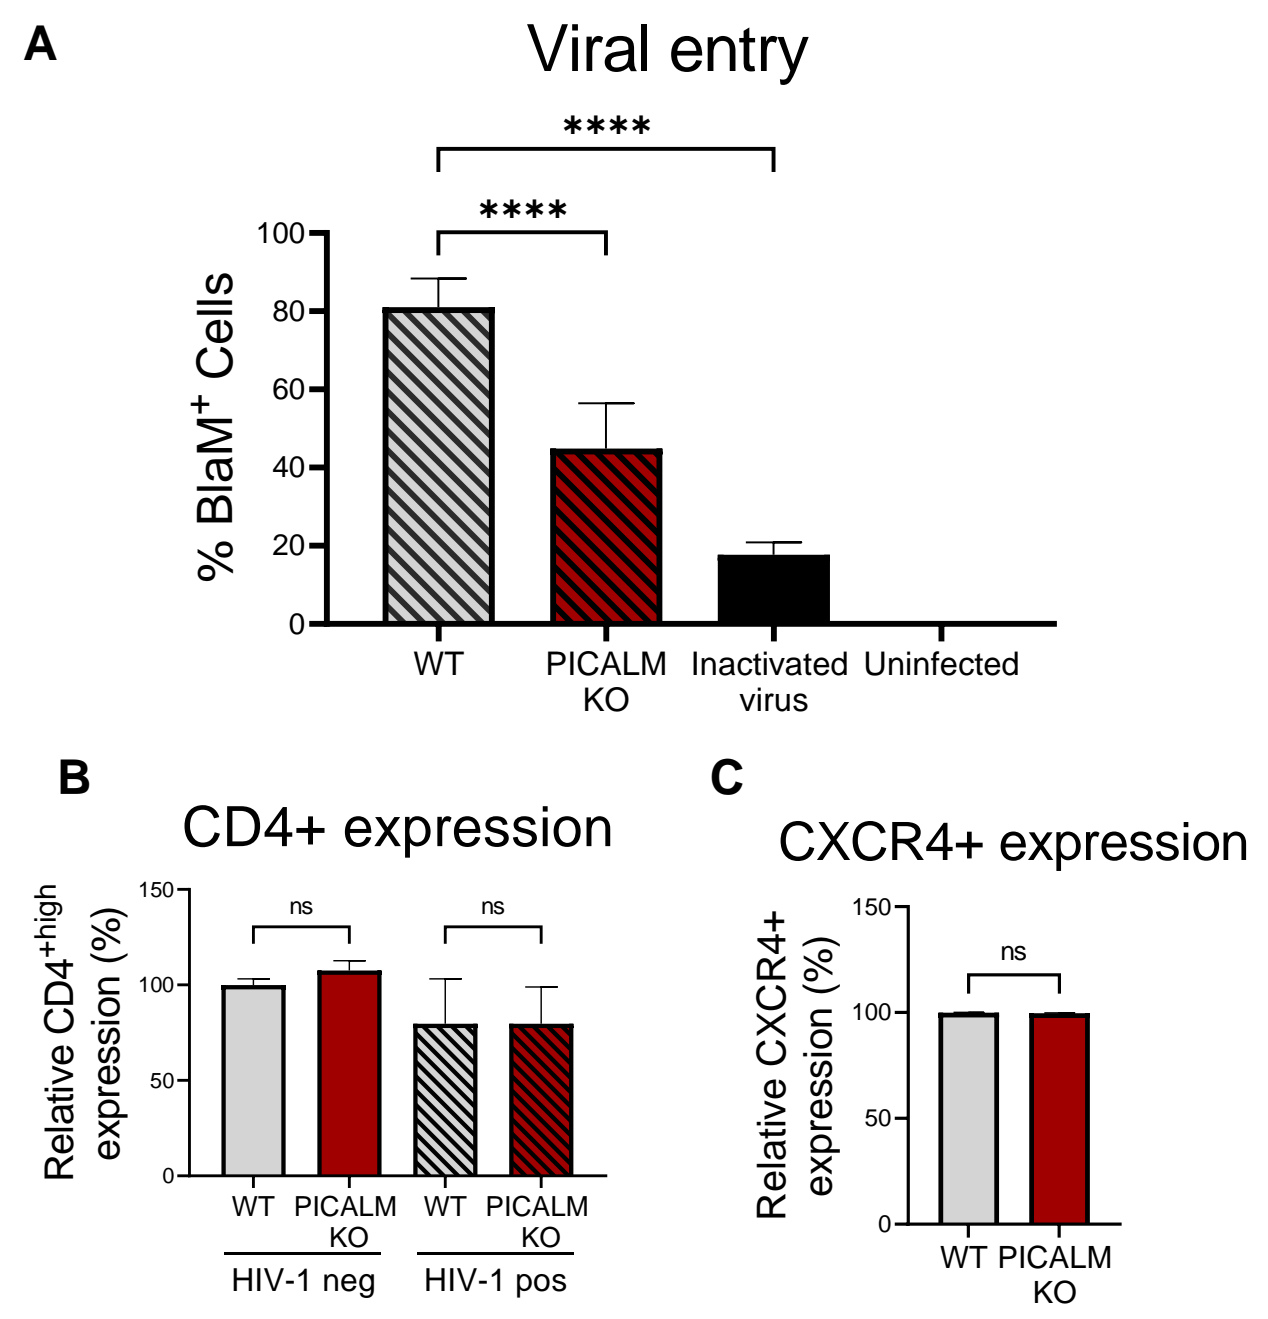 A
Viral entry
****
****
% BlaM+ Cells
100
80
60
40
20
0
WT
PICALM
KO
Inactivated
virus
Uninfected
B
CD4+ expression
Relative CD4+high
expression (%)
150
100
50
0
ns
ns
WT
PICALM
KO
WT
PICALM
KO
HIV-1 neg
HIV-1 pos
C
CXCR4+ expression
Relative CXCR4+
expression (%)
150
100
50
0
ns
WT
PICALM
KO